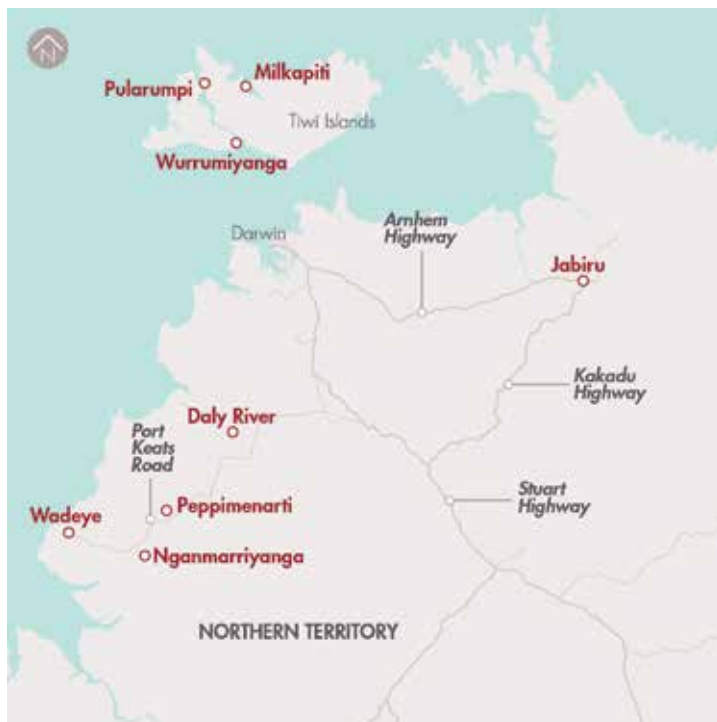 N
Milkapiti
Pularumpi
Tiwi Islands
Wurrumiyanga
Darwin
Arnhem
Highway
Jabiru
Kakadu
Highway
Daly River
Port
Keats
Road
Stuart
Highway
Peppimenarti
Wadeye
Nganmarriyanga
NORTHERN TERRITORY